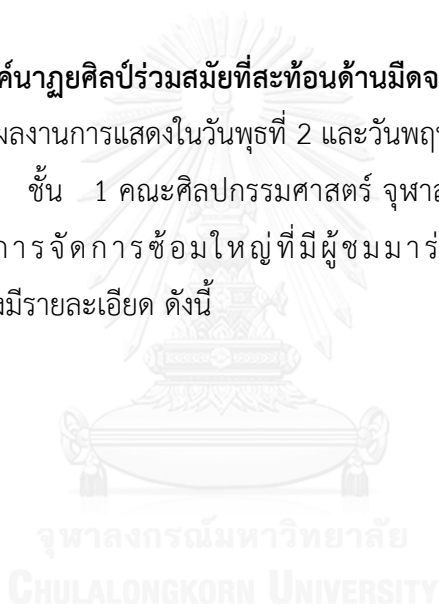 ค์นาฏยศิลป์ร่วมสมัยที่สะท้อนด้านมืดจ
ผลงานการแสดงในวันพุธที่ 2 และวันพฤห
ชั้น 1 คณะศิลปกรรมศาสตร์ จุฬาล
การจัดการซ้อมใหญ่ที่มีผู้ชมมาร่
งมีรายละเอียด ดังนี้
จุฬาลงกรณ์มหาวิทยาลัย
CHULALONGKORN UNIVERSITY